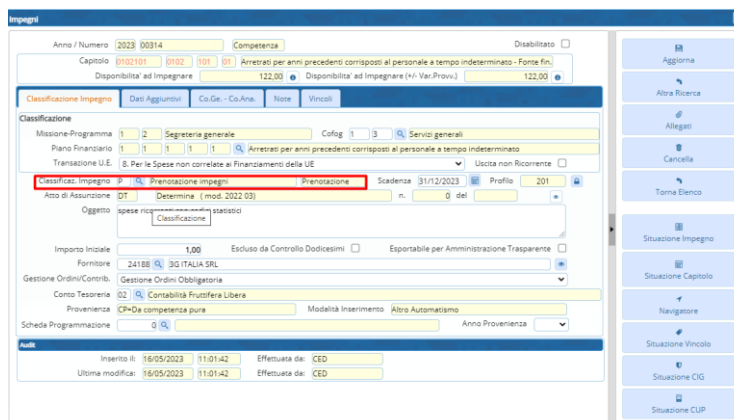 Impegni
Anno / Numero 2023 00314 Competenza Disabilitato
Capitolo 0102101 0102 101 01 Arretrati per anni precedenti corrisposti al personale a tempo indeterminato - Fonte fin.
Disponibilita' ad Impegnare 122,00 Disponibilita' ad Impegnare (+/- Var.Provv.) 122,00
Classificazione Impegno Dati Aggiuntivi Co.Ge. - Co.Ana. Note Vincoli
Classificazione
Missione-Programma 1 2 Segreteria generale Cofog 1 3 Servizi generali
Piano Finanziario 1 1 1 1 1 Arretrati per anni precedenti corrisposti al personale a tempo indeterminato
Transazione U.E. 8. Per le Spese non correlate ai Finanziamenti della UE Uscita non Ricorrente
Classificaz. Impegno P Prenotazione impegni Prenotazione Scadenza 31/12/2023 Profilo 201
Atto di Assunzione DT Determina ( mod. 2022 03) n. 0 del
Oggetto spese statistici
Classificazione
Importo Iniziale 1,00 Escluso da Controllo Dodicesimi Esportabile per Amministrazione Trasparente
Fornitore 24188 3G ITALIA SRL
Gestione Ordini/Contrib. Gestione Ordini Obbligatoria
Conto Tesoreria 02 Contabilità Fruttifera Libera
Provenienza CP=Da competenza pura Modalità Inserimento Altro Automatismo
Scheda Programmazione 0 Anno Provenienza
Audit
Inserito il: 16/05/2023 11:01:42 Effettuata da: CED
Ultima modifica: 16/05/2023 11:01:42 Effettuata da: CED
Aggiorna
Altra Ricerca
Allegati
Cancella
Torna Elenco
Situazione Impegno
Situazione Capitolo
Navigatore
Situazione Vincolo
Situazione CIG
Situazione CUP